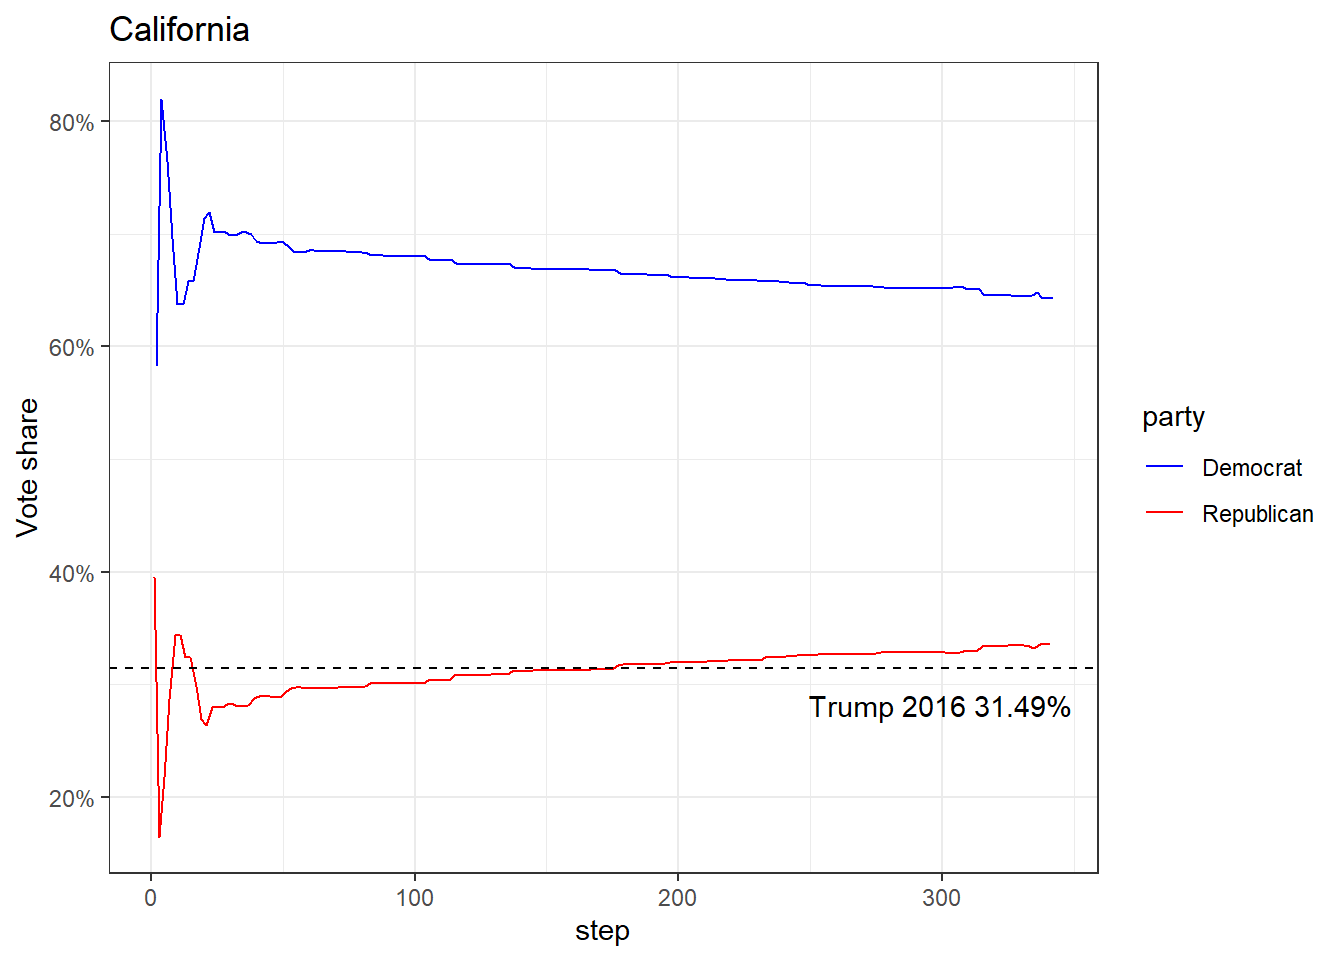 California
80%
60%
40%
20%
Vote share
0
100
200
300
step
Trump 2016 31.49%
party
Democrat
Republican